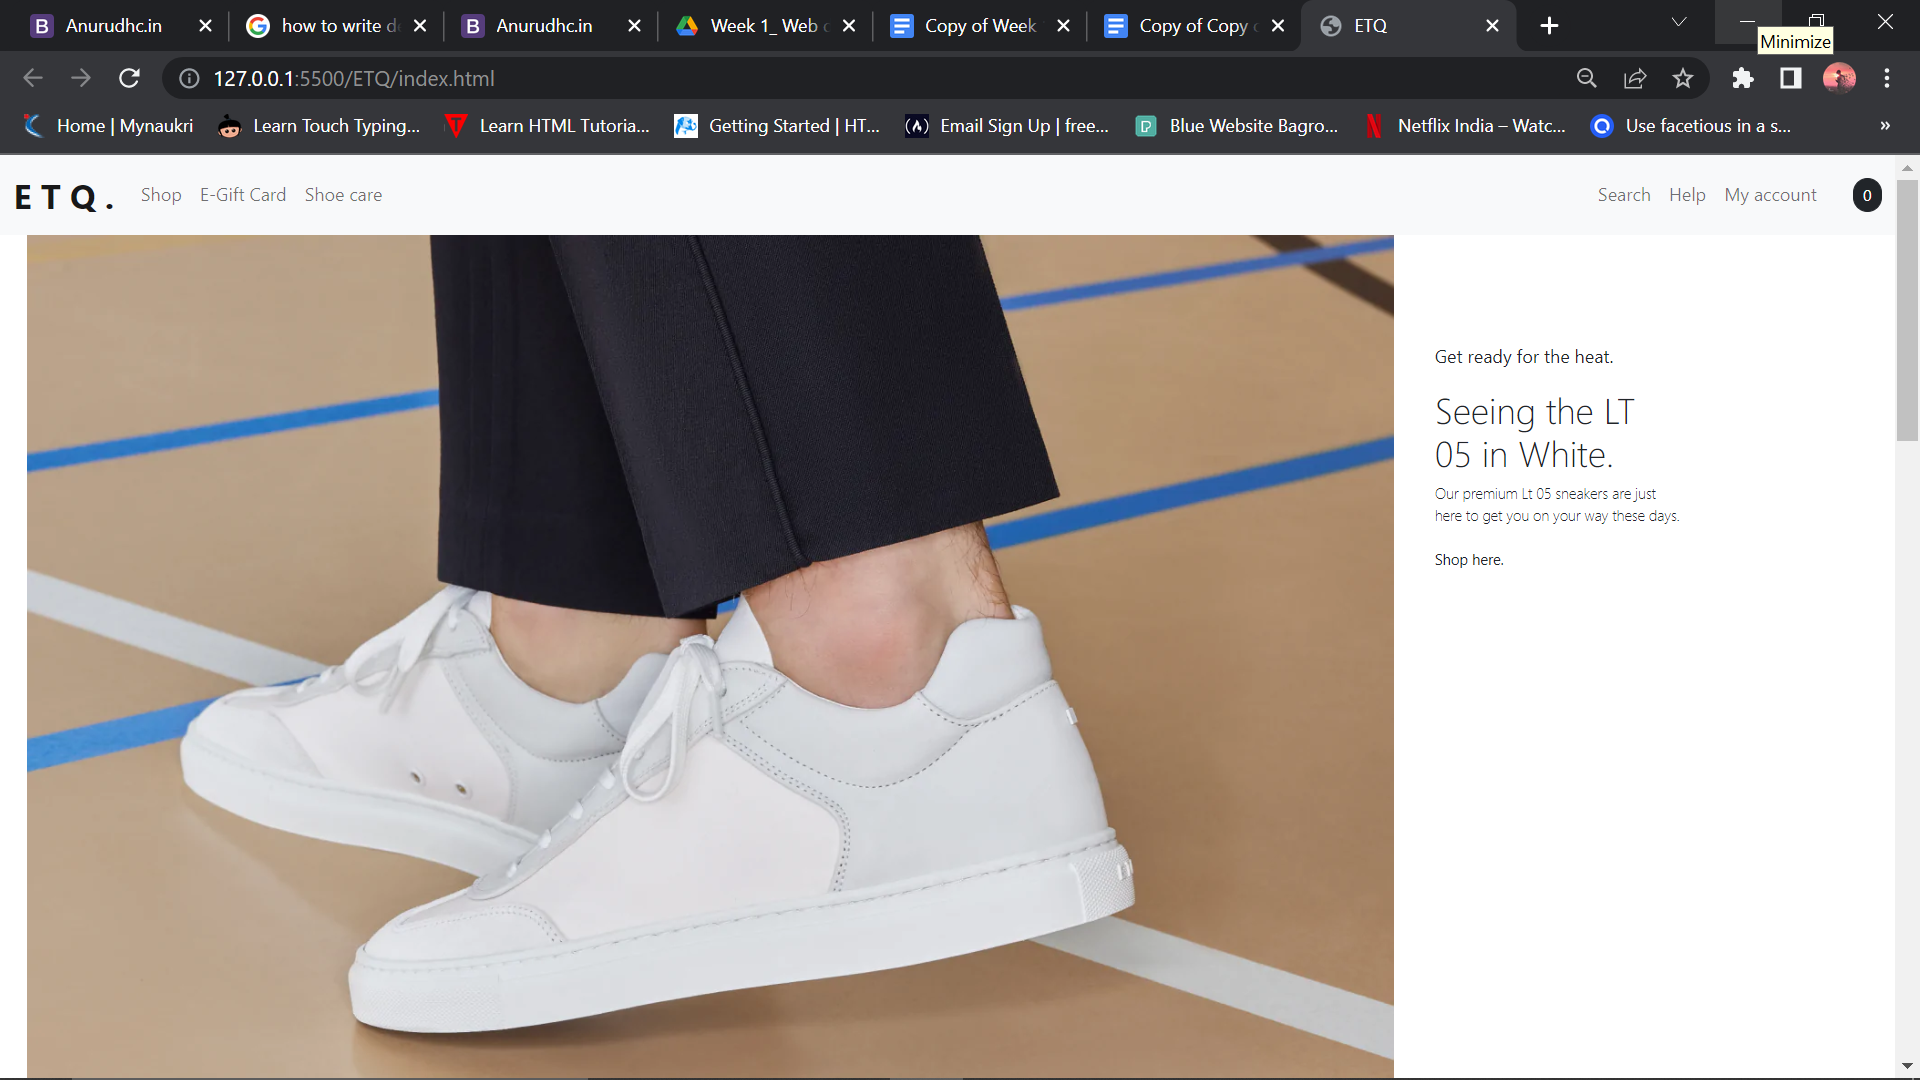 Anurudhc.in
how to write d
Anurudhc.in
Week 1_ Web
Copy of Week
Copy of Copy
ETQ
Minimize
127.0.0.1:5500/ETQ/index.html
Home | Mynaukri
Learn Touch Typing...
Learn HTML Tutoria...
Getting Started | HT...
Email Sign Up | free...
Blue Website Bagro...
Netflix India – Watc...
Use facetious in a s...
»
E T Q .
Shop
E-Gift Card
Shoe care
Search
Help
My account
0
Get ready for the heat.
Seeing the LT
05 in White.
Our premium Lt 05 sneakers are just
here to get you on your way these days.
Shop here.